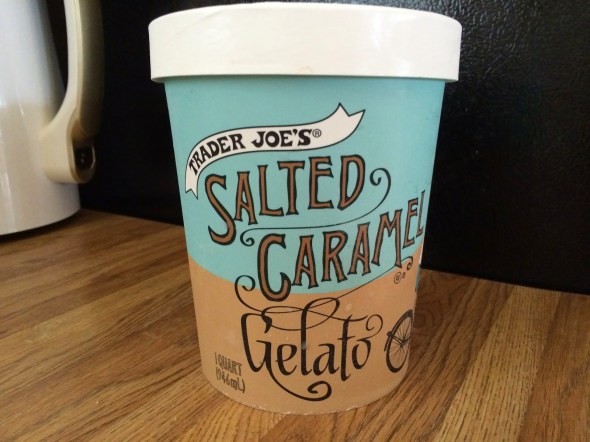 TRADER JOE'S®
SALTED
CARAMEL
Gelato
1 QUART
(946mL)